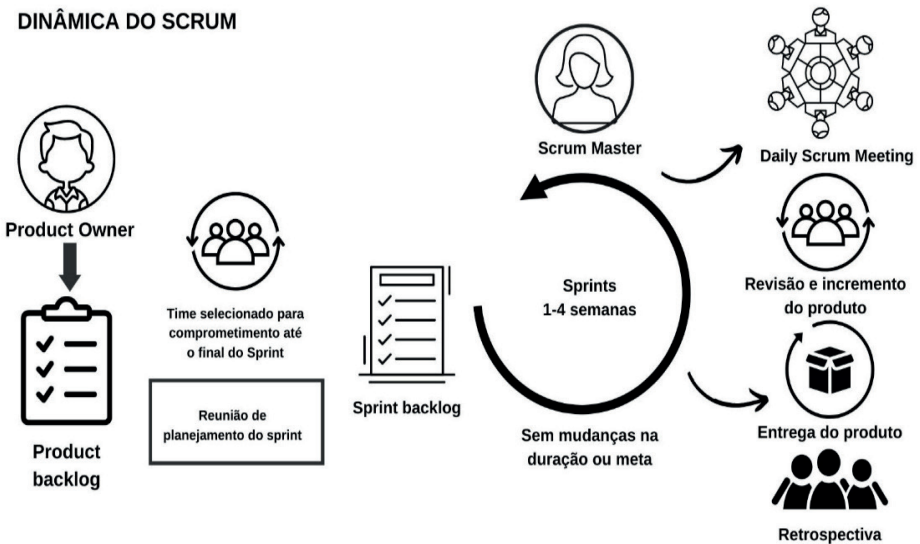 DINÂMICA DO SCRUM
Product Owner
Product
backlog
Time selecionado para
comprometimento até
o final do Sprint
Reunião de
planejamento do sprint
Sprint backlog
Scrum Master
Sprints
1-4 semanas
Sem mudanças na
duração ou meta
Daily Scrum Meeting
Revisão e incremento
do produto
Entrega do produto
Retrospectiva